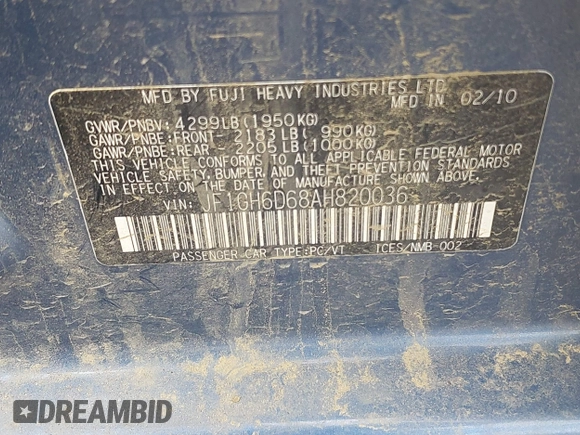 MFD BY FUJI HEAVY INDUSTRIES LTD.
MFD IN 02/10
GVWR/PNBV: 4299LB(1950KG)
GAWR/PNBE:FRONT 2183LB( 990KG)
GAWR/PNBE:REAR 2205LB(1000KG)
THIS VEHICLE CONFORMS TO ALL APPLICABLE FEDERAL MOTOR
VEHICLE SAFETY, BUMPER, AND THEFT PREVENTION STANDARDS
IN EFFECT ON THE DATE OF MANUFACTURE SHOWN ABOVE.
VIN: JF1GH6D68AH820036
PASSENGER CAR TYPE:PC/VT TCES/NMB-002
DREAMBID